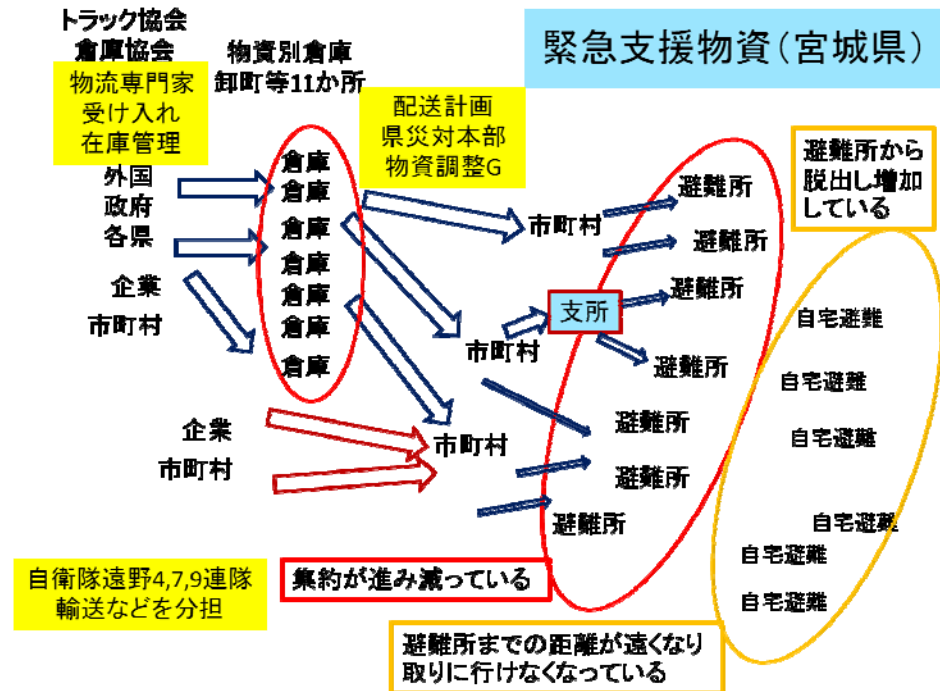 緊急支援物資(宮城県)
トラック協会
倉庫協会
物流専門家
受け入れ
在庫管理
物資別倉庫
卸町等11か所
配送計画
県災対本部
物資調整G
外国
政府
各県
企業
市町村
倉庫
倉庫
倉庫
倉庫
倉庫
倉庫
倉庫
企業
市町村
市町村
市町村
市町村
支所
避難所
避難所
避難所
避難所
避難所
避難所
避難所
避難所から
脱出し増加
している
自宅避難
自宅避難
自宅避難
自宅避難
自宅避難
自宅避難
自衛隊遠野4,7,9連隊
輸送などを分担
集約が進み減っている
避難所までの距離が遠くなり
取りに行けなくなっている